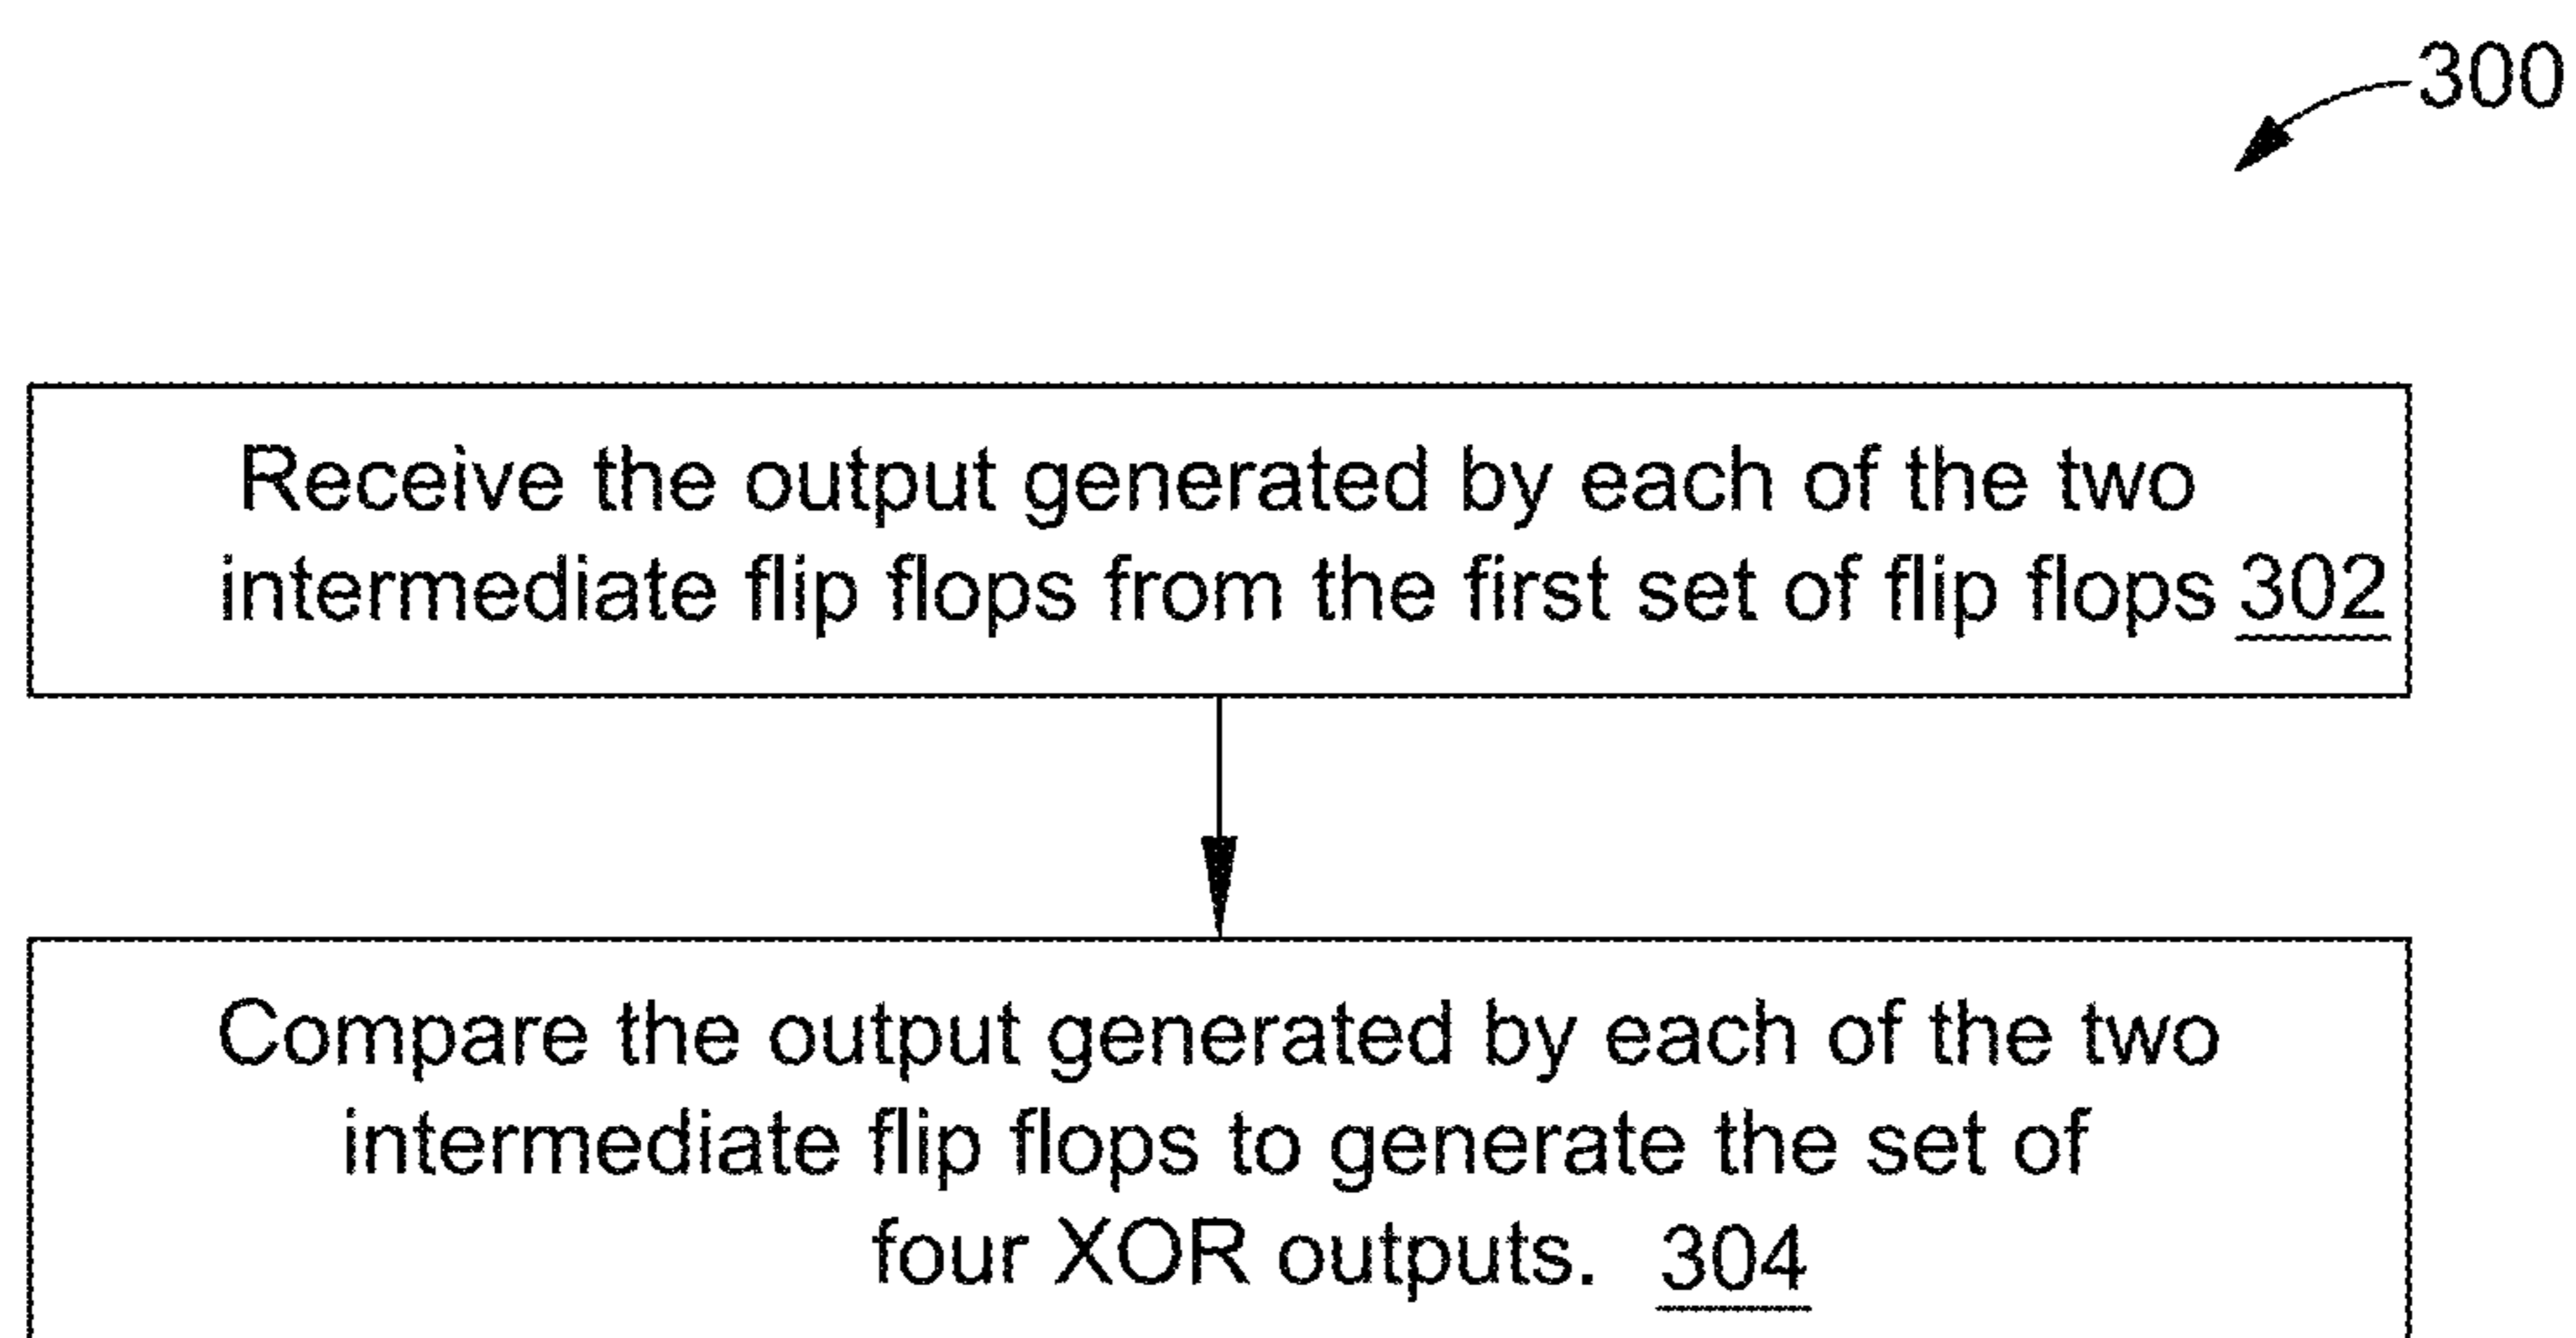 300
Receive the output generated by each of the two
intermediate flip flops from the first set of flip flops 302
Compare the output generated by each of the two
intermediate flip flops to generate the set of
four XOR outputs. 304